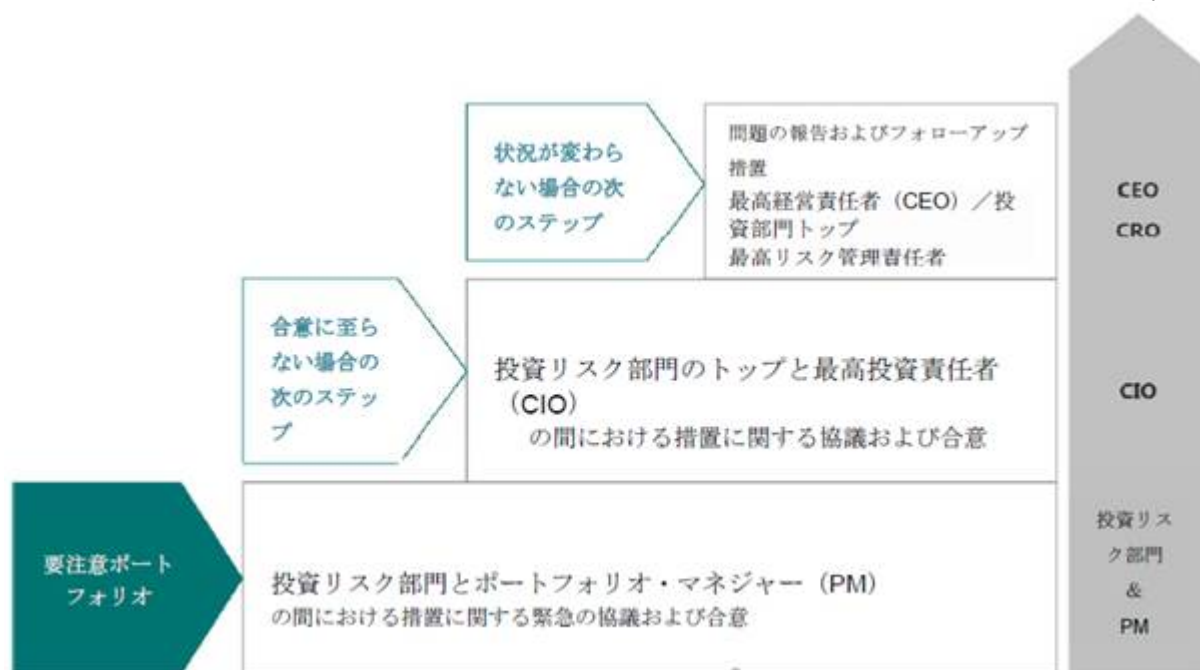 状況が変わら
ない場合の次
のステップ
問題の報告およびフォローアップ
措置
最高経営責任者（CEO）／投
資部門トップ
最高リスク管理責任者
CEO
CRO
合意に至ら
ない場合の
次のステッ
プ
投資リスク部門のトップと最高投資責任者
（CIO）
の間における措置に関する協議および合意
CIO
要注意ポート
フォリオ
投資リスク部門とポートフォリオ・マネジャー（PM）
の間における措置に関する緊急の協議および合意
投資リス
ク部門
&
PM